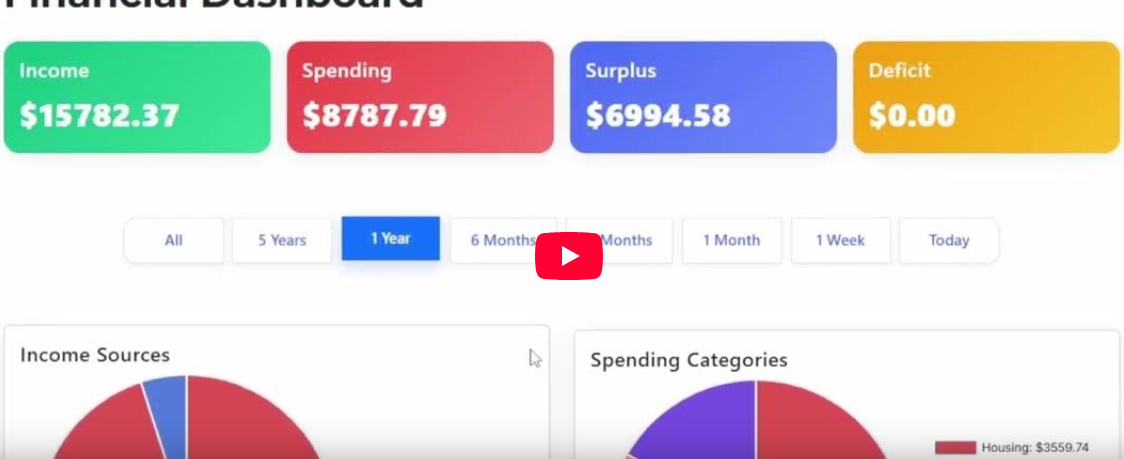 Financial Dashboard
Income
$15782.37
Spending
$8787.79
Surplus
$6994.58
Deficit
$0.00
All
5 Years
1 Year
6 Months
Months
1 Month
1 Week
Today
Income Sources
Spending Categories
Housing: $3559.74